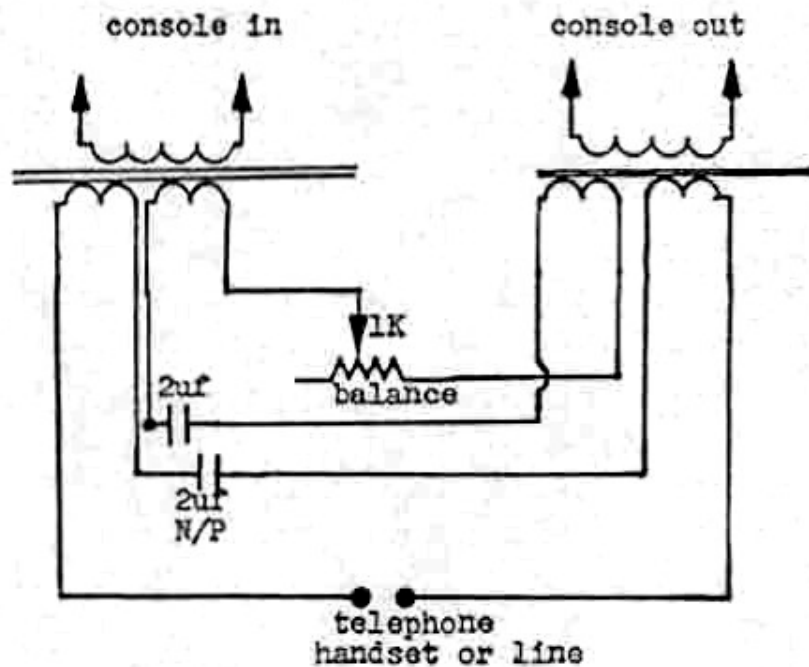 console in
console out
1K
balance
2uf
2uf
N/P
telephone
handset or line